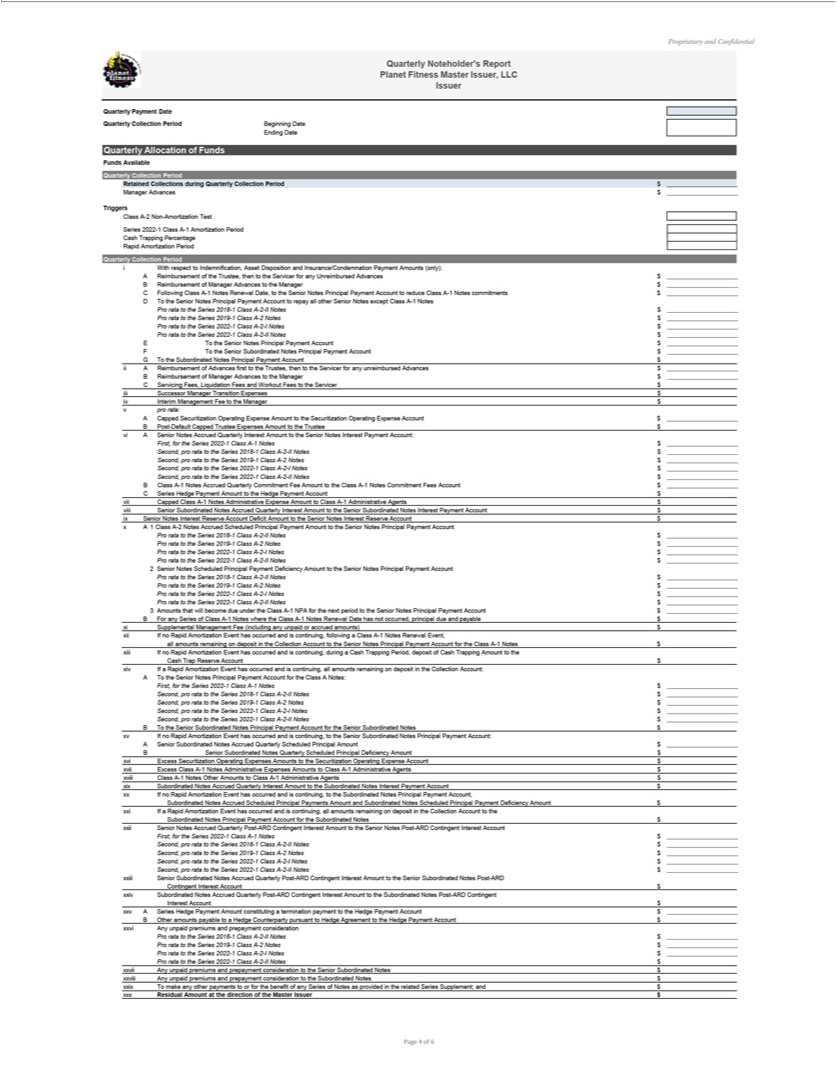 Proprietary and Confidential
planet fitness
Quarterly Noteholder's Report
Planet Fitness Master Issuer, LLC
Issuer
Quarterly Payment Date
Quarterly Collection Period Beginning Date
Ending Date
Quarterly Allocation of Funds
Funds Available
Quarterly Collection Period
Retained Collections during Quarterly Collection Period $
Manager Advances $
Triggers
Class A-2 Non-Amortization Test
Series 2022-1 Class A-1 Amortization Period
Cash Trapping Percentage
Rapid Amortization Period
Quarterly Collection Period
i With respect to Indemnification, Asset Disposition and Insurance/Condemnation Payment Amounts (only):
A Reimbursement of the Trustee, then to the Servicer for any Unreimbursed Advances $
B Reimbursement of Manager Advances to the Manager $
C Following Class A-1 Notes Renewal Date, to the Senior Notes Principal Payment Account to reduce Class A-1 Notes commitments $
D To the Senior Notes Principal Payment Account to repay all other Senior Notes except Class A-1 Notes
Pro rata to the Series 2018-1 Class A-2-II Notes $
Pro rata to the Series 2019-1 Class A-2 Notes $
Pro rata to the Series 2022-1 Class A-2-I Notes $
Pro rata to the Series 2022-1 Class A-2-II Notes $
E To the Senior Notes Principal Payment Account $
F To the Senior Subordinated Notes Principal Payment Account $
G To the Subordinated Notes Principal Payment Account $
ii A Reimbursement of Advances first to the Trustee, then to the Servicer for any unreimbursed Advances $
B Reimbursement of Manager Advances to the Manager $
C Servicing Fees, Liquidation Fees and Workout Fees to the Servicer $
iii Successor Manager Transition Expenses $
iv Interim Management Fee to the Manager $
v pro rata:
A Capped Securitization Operating Expense Amount to the Securitization Operating Expense Account $
B Post-Default Capped Trustee Expenses Amount to the Trustee $
vi A Senior Notes Accrued Quarterly Interest Amount to the Senior Notes Interest Payment Account:
First, for the Series 2022-1 Class A-1 Notes $
Second, pro rata to the Series 2018-1 Class A-2-II Notes $
Second, pro rata to the Series 2019-1 Class A-2 Notes $
Second, pro rata to the Series 2022-1 Class A-2-I Notes $
Second, pro rata to the Series 2022-1 Class A-2-II Notes $
B Class A-1 Notes Accrued Quarterly Commitment Fee Amount to the Class A-1 Notes Commitment Fees Account $
C Series Hedge Payment Amount to the Hedge Payment Account $
vii Capped Class A-1 Notes Administrative Expense Amount to Class A-1 Administrative Agents $
viii Senior Subordinated Notes Accrued Quarterly Interest Amount to the Senior Subordinated Notes Interest Payment Account $
ix Senior Notes Interest Reserve Account Deficit Amount to the Senior Notes Interest Reserve Account $
x A 1 Class A-2 Notes Accrued Scheduled Principal Payment Amount to the Senior Notes Principal Payment Account
Pro rata to the Series 2018-1 Class A-2-II Notes $
Pro rata to the Series 2019-1 Class A-2 Notes $
Pro rata to the Series 2022-1 Class A-2-I Notes $
Pro rata to the Series 2022-1 Class A-2-II Notes $
2 Senior Notes Scheduled Principal Payment Deficiency Amount to the Senior Notes Principal Payment Account
Pro rata to the Series 2018-1 Class A-2-II Notes $
Pro rata to the Series 2019-1 Class A-2 Notes $
Pro rata to the Series 2022-1 Class A-2-I Notes $
Pro rata to the Series 2022-1 Class A-2-II Notes $
3 Amounts that will become due under the Class A-1 NPA for the next period to the Senior Notes Principal Payment Account $
B For any Series of Class A-1 Notes where the Class A-1 Notes Renewal Date has not occurred, principal due and payable $
xi Supplemental Management Fee (including any unpaid or accrued amounts) $
xii If no Rapid Amortization Event has occurred and is continuing, following a Class A-1 Notes Renewal Event,
all amounts remaining on deposit in the Collection Account to the Senior Notes Principal Payment Account for the Class A-1 Notes $
xiii If no Rapid Amortization Event has occurred and is continuing, during a Cash Trapping Period, deposit of Cash Trapping Amount to the
Cash Trap Reserve Account $
xiv If a Rapid Amortization Event has occurred and is continuing, all amounts remaining on deposit in the Collection Account:
A To the Senior Notes Principal Payment Account for the Class A Notes:
First, for the Series 2022-1 Class A-1 Notes $
Second, pro rata to the Series 2018-1 Class A-2-II Notes $
Second, pro rata to the Series 2019-1 Class A-2 Notes $
Second, pro rata to the Series 2022-1 Class A-2-I Notes $
Second, pro rata to the Series 2022-1 Class A-2-II Notes $
B To the Senior Subordinated Notes Principal Payment Account for the Senior Subordinated Notes $
xv If no Rapid Amortization Event has occurred and is continuing, to the Senior Subordinated Notes Principal Payment Account:
A Senior Subordinated Notes Accrued Quarterly Scheduled Principal Amount $
B Senior Subordinated Notes Quarterly Scheduled Principal Deficiency Amount $
xvi Excess Securitization Operating Expenses Amounts to the Securitization Operating Expense Account $
xvii Excess Class A-1 Notes Administrative Expenses Amounts to Class A-1 Administrative Agents $
xviii Class A-1 Notes Other Amounts to Class A-1 Administrative Agents $
xix Subordinated Notes Accrued Quarterly Interest Amount to the Subordinated Notes Interest Payment Account $
xx If no Rapid Amortization Event has occurred and is continuing, to the Subordinated Notes Principal Payment Account,
Subordinated Notes Accrued Scheduled Principal Payments Amount and Subordinated Notes Scheduled Principal Payment Deficiency Amount $
xxi If a Rapid Amortization Event has occurred and is continuing, all amounts remaining on deposit in the Collection Account to the
Subordinated Notes Principal Payment Account for the Subordinated Notes $
xxii Senior Notes Accrued Quarterly Post-ARD Contingent Interest Amount to the Senior Notes Post-ARD Contingent Interest Account
First, for the Series 2022-1 Class A-1 Notes $
Second, pro rata to the Series 2018-1 Class A-2-II Notes $
Second, pro rata to the Series 2019-1 Class A-2 Notes $
Second, pro rata to the Series 2022-1 Class A-2-I Notes $
Second, pro rata to the Series 2022-1 Class A-2-II Notes $
xxiii Senior Subordinated Notes Accrued Quarterly Post-ARD Contingent Interest Amount to the Senior Subordinated Notes Post-ARD
Contingent Interest Account $
xxiv Subordinated Notes Accrued Quarterly Post-ARD Contingent Interest Amount to the Subordinated Notes Post-ARD Contingent
Interest Account $
xxv A Series Hedge Payment Amount constituting a termination payment to the Hedge Payment Account $
B Other amounts payable to a Hedge Counterparty pursuant to Hedge Agreement to the Hedge Payment Account $
xxvi Any unpaid premiums and prepayment consideration
Pro rata to the Series 2018-1 Class A-2-II Notes $
Pro rata to the Series 2019-1 Class A-2 Notes $
Pro rata to the Series 2022-1 Class A-2-I Notes $
Pro rata to the Series 2022-1 Class A-2-II Notes $
xxvii Any unpaid premiums and prepayment consideration to the Senior Subordinated Notes $
xxviii Any unpaid premiums and prepayment consideration to the Subordinated Notes $
xxix To make any other payments to or for the benefit of any Series of Notes as provided in the related Series Supplement; and $
xxx Residual Amount at the direction of the Master Issuer $
Page 4 of 6